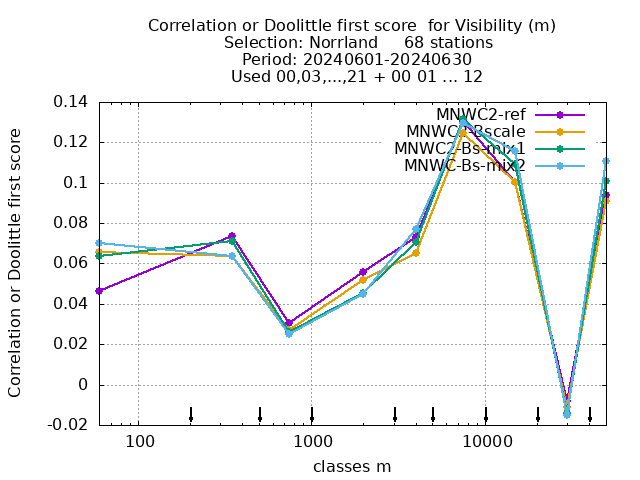 Correlation or Doolittle first score  for Visibility (m)
Selection: Norrland     68 stations
Period: 20240601-20240630
Used 00,03,...,21 + 00 01 ... 12
Correlation or Doolittle first score
0.14
0.12
0.1
0.08
0.06
0.04
0.02
0
-0.02
MNWC2-ref
MNWC2-Bscale
MNWC2-Bs-mix1
MNWC-Bs-mix2
100
1000
10000
classes m